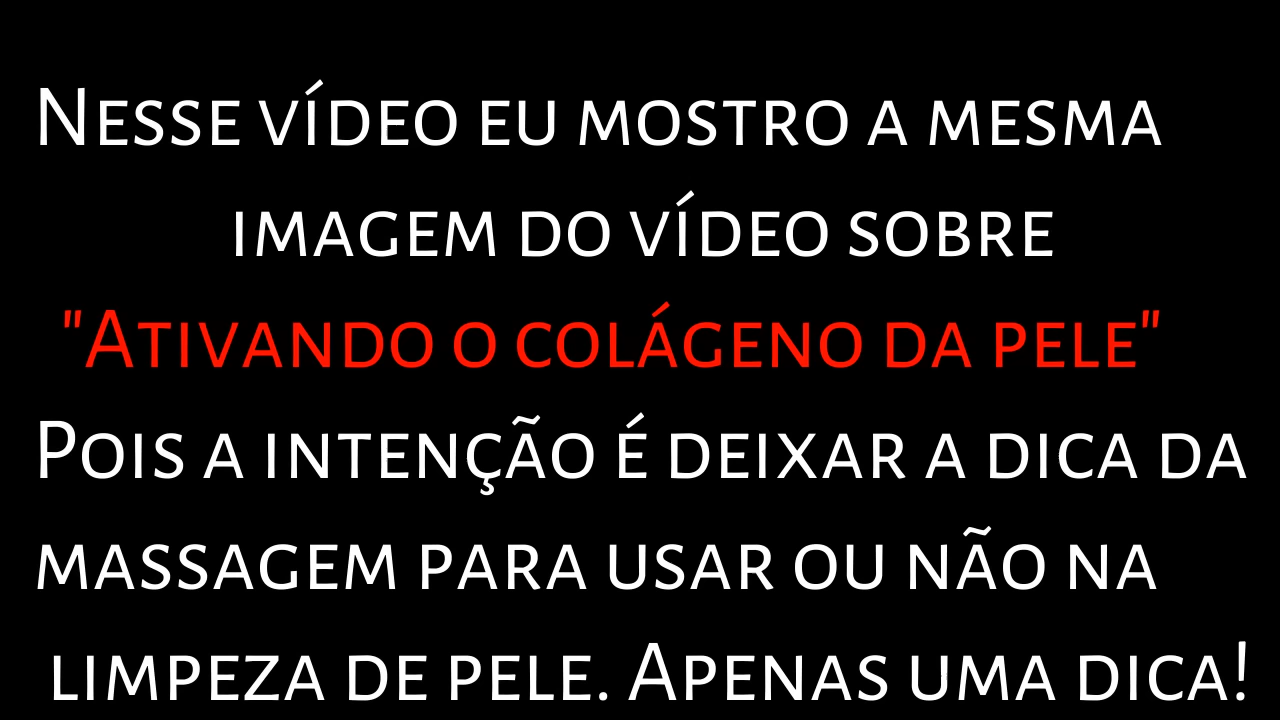 Nesse vídeo eu mostro a mesma
imagem do vídeo sobre
"Ativando o colágeno da pele"
Pois a intenção é deixar a dica da
massagem para usar ou não na
limpeza de pele. Apenas uma dica!